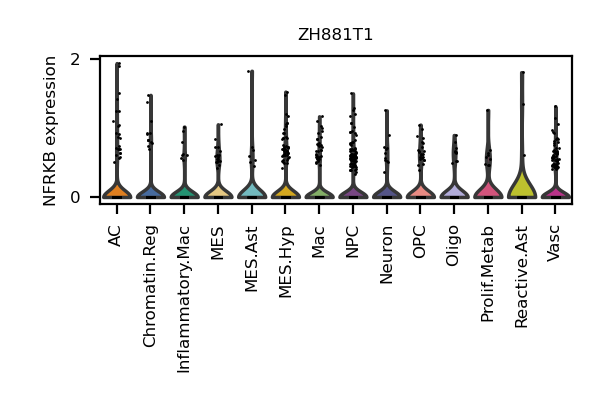 ZH881T1
NFRKB expression
2
0
AC
Chromatin.Reg
Inflammatory.Mac
MES
MES.Ast
MES.Hyp
Mac
NPC
Neuron
OPC
Oligo
Prolif.Metab
Reactive.Ast
Vasc